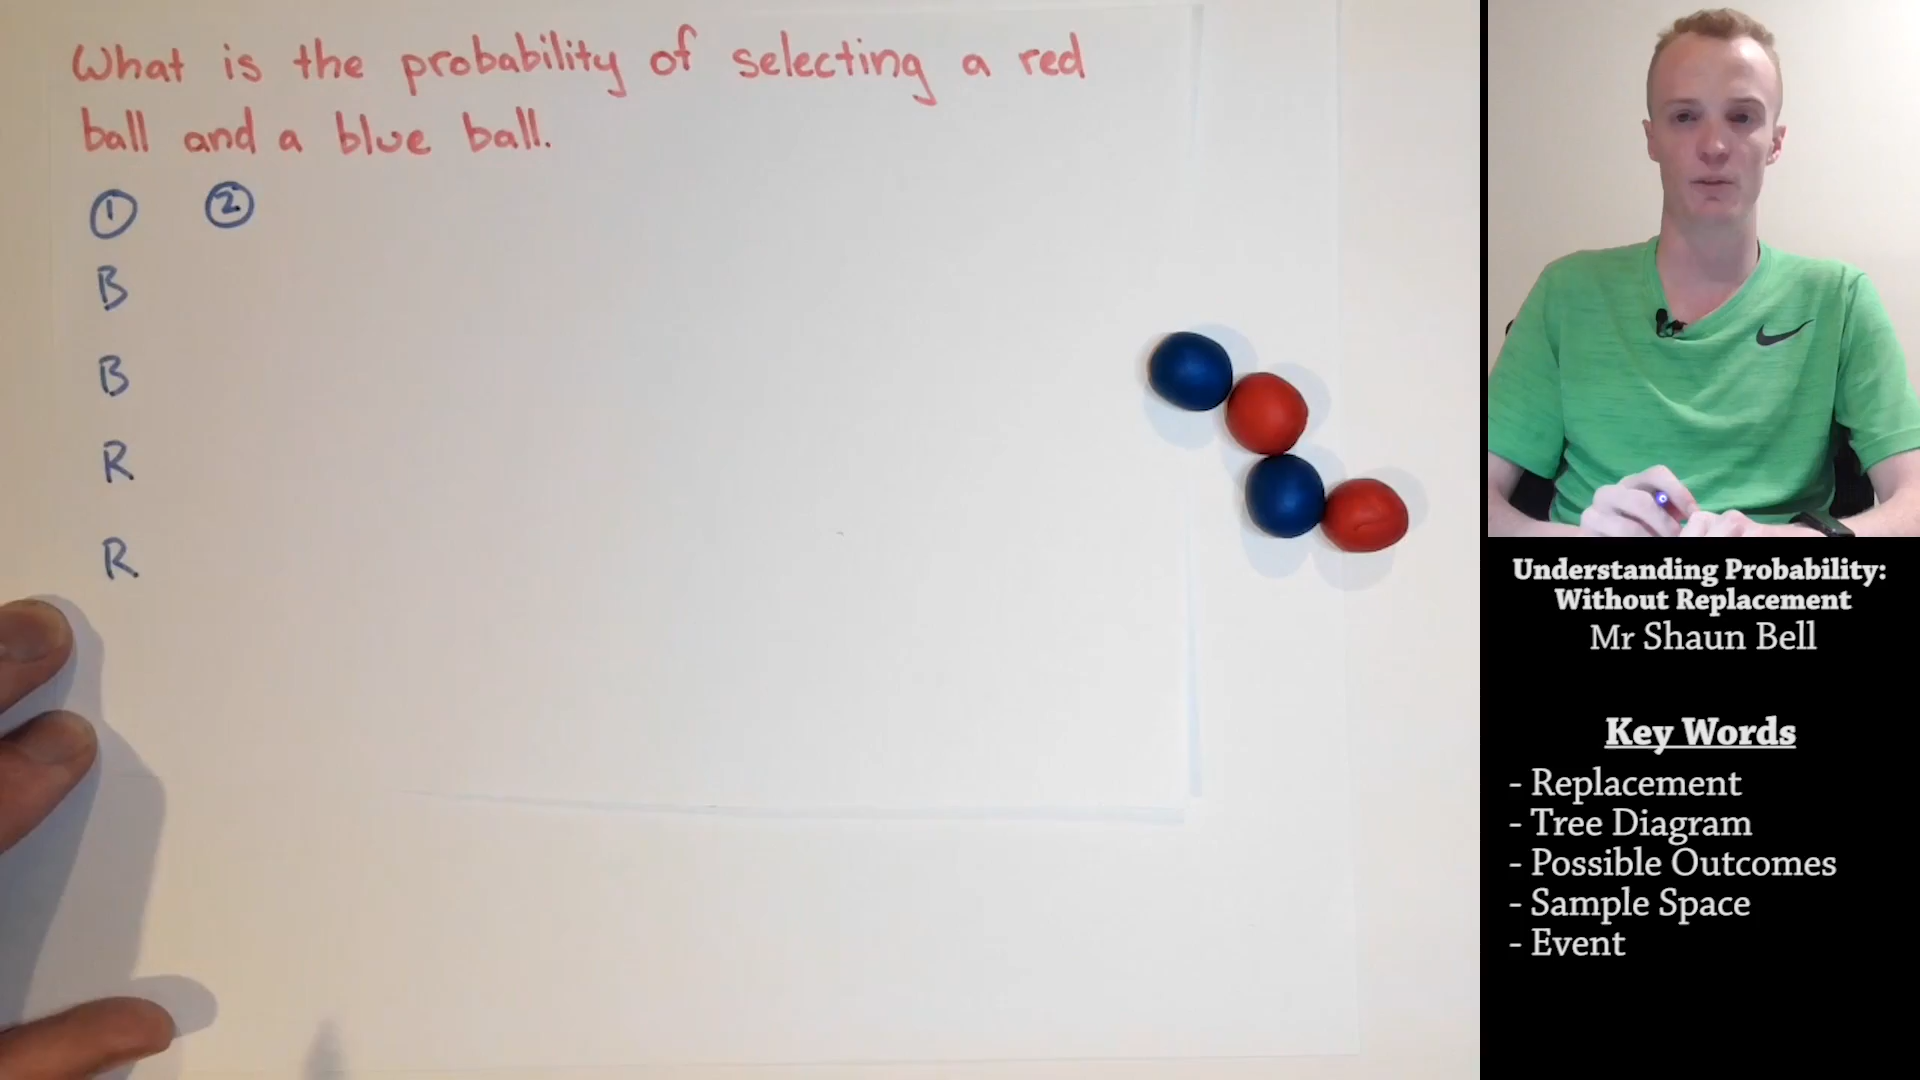 What is the probability of selecting a red
ball and a blue ball.
① ②
B
B
R
R
Understanding Probability:
Without Replacement
Mr Shaun Bell
Key Words
- Replacement
- Tree Diagram
- Possible Outcomes
- Sample Space
- Event